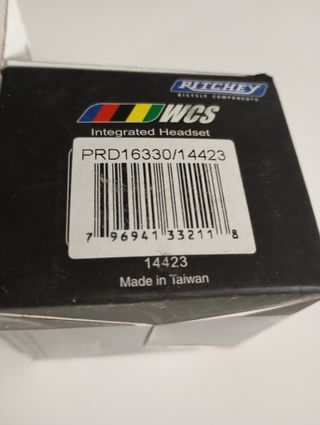 RITCHEY
BICYCLE COMPONENTS
WCS
Integrated Headset
PRD16330/14423
7 96941 33211 8
14423
Made in Taiwan